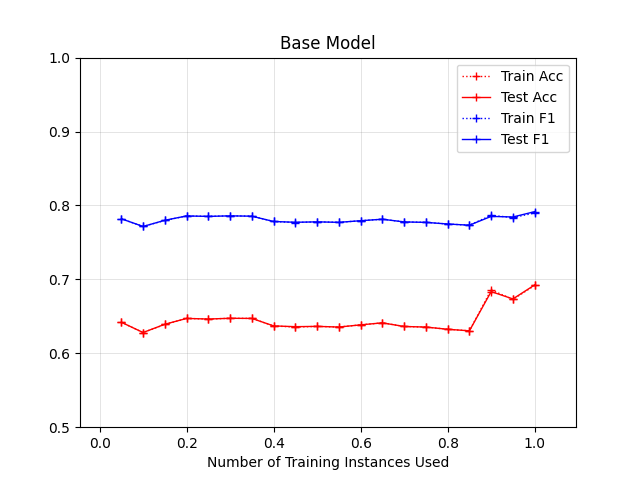 Base Model
1.0
0.9
0.8
0.7
0.6
0.5
Train Acc
Test Acc
Train F1
Test F1
0.0 0.2 0.4 0.6 0.8 1.0
Number of Training Instances Used